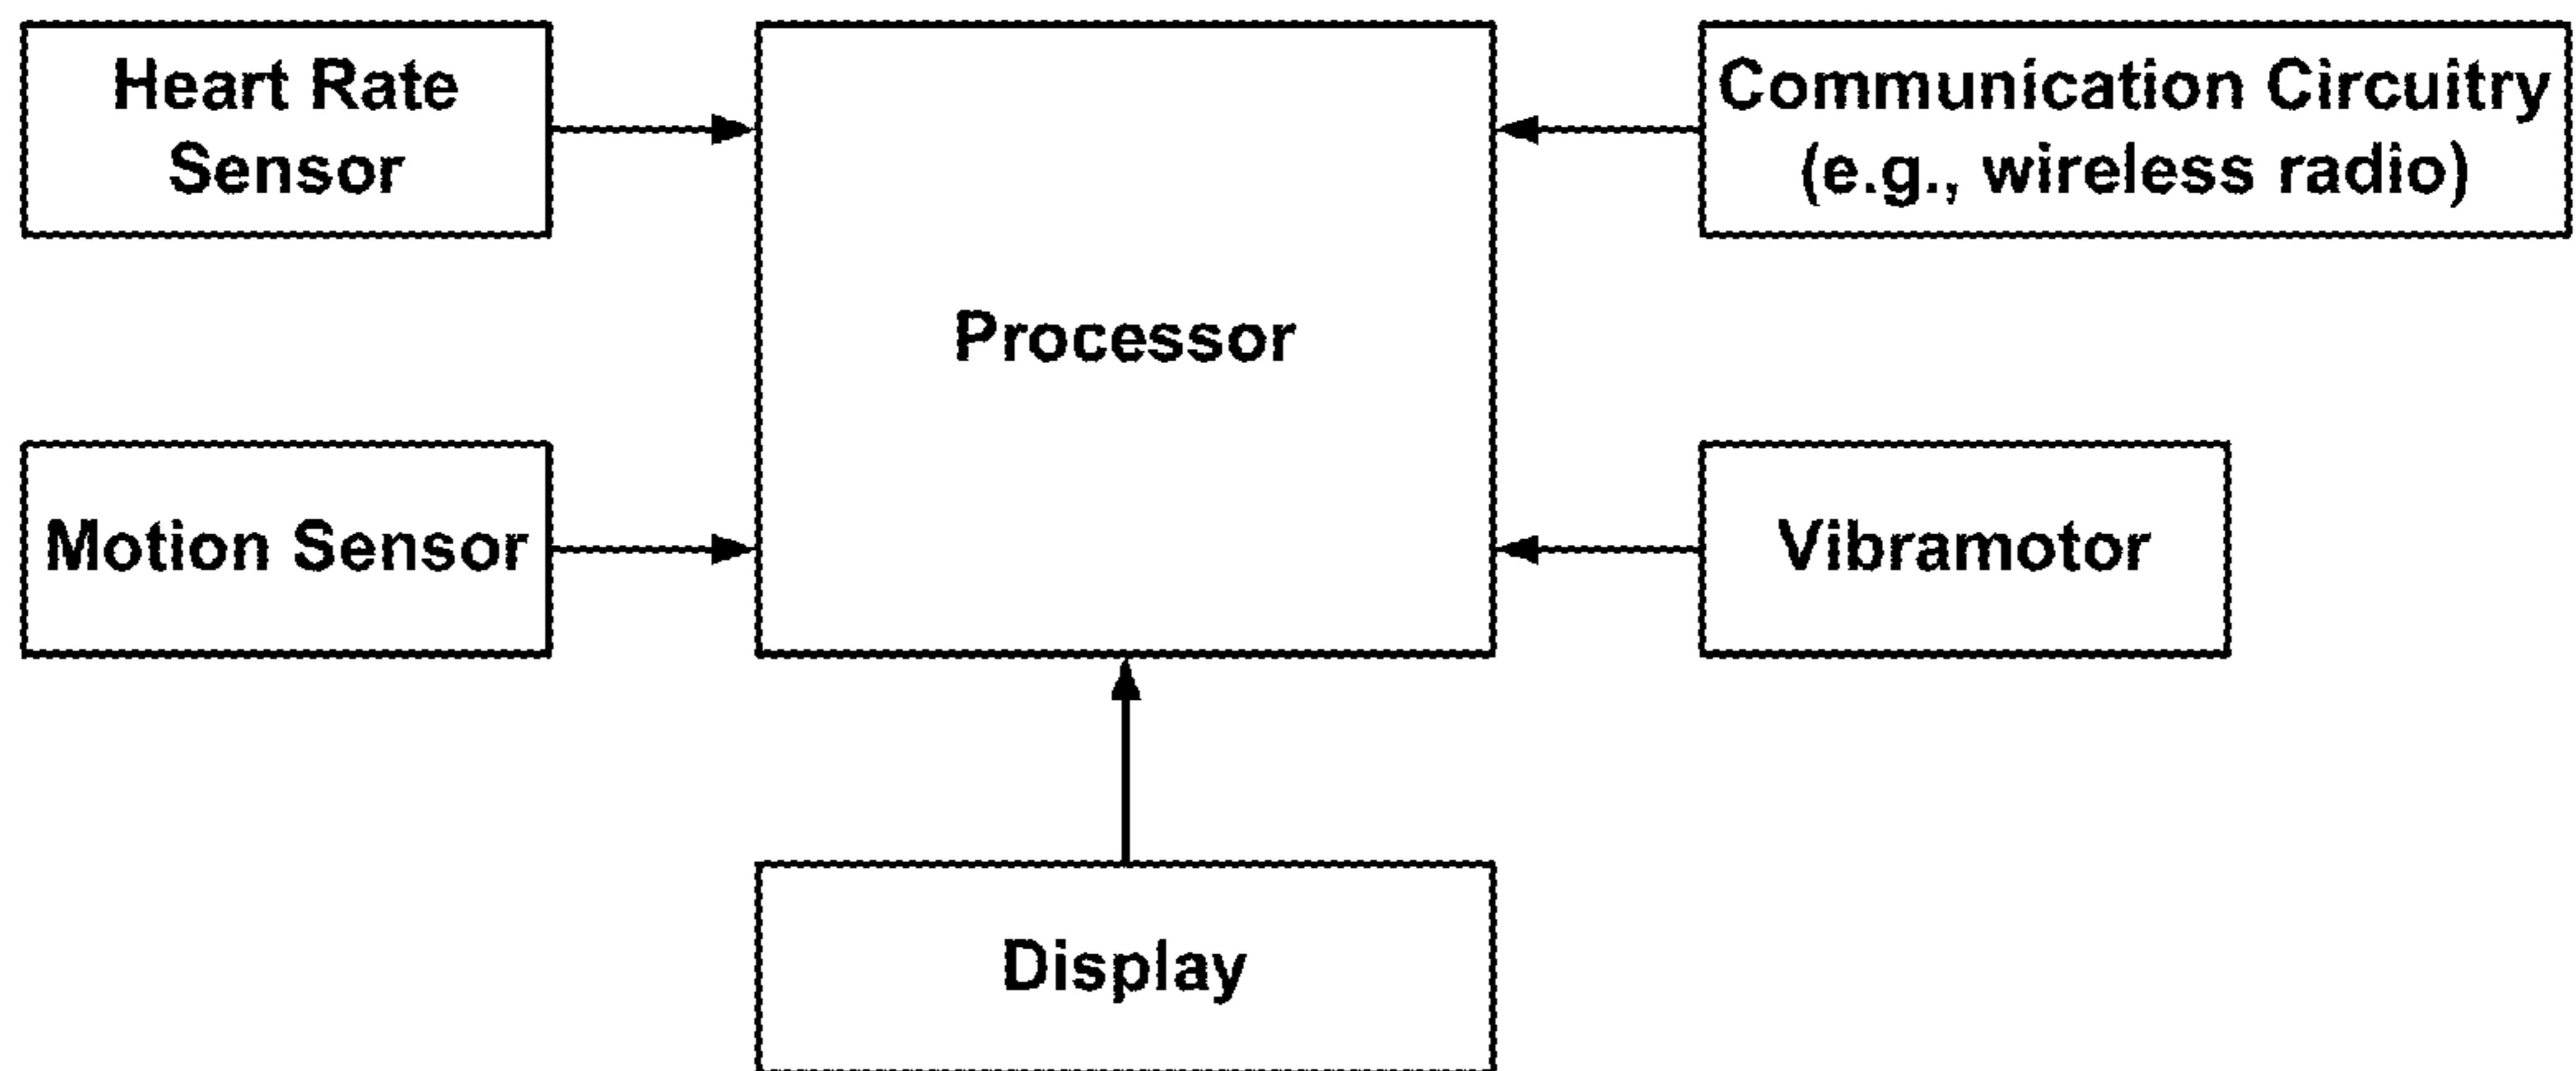 Heart Rate
Sensor
Communication Circuitry
(e.g., wireless radio)
Processor
Motion Sensor
Vibramotor
Display